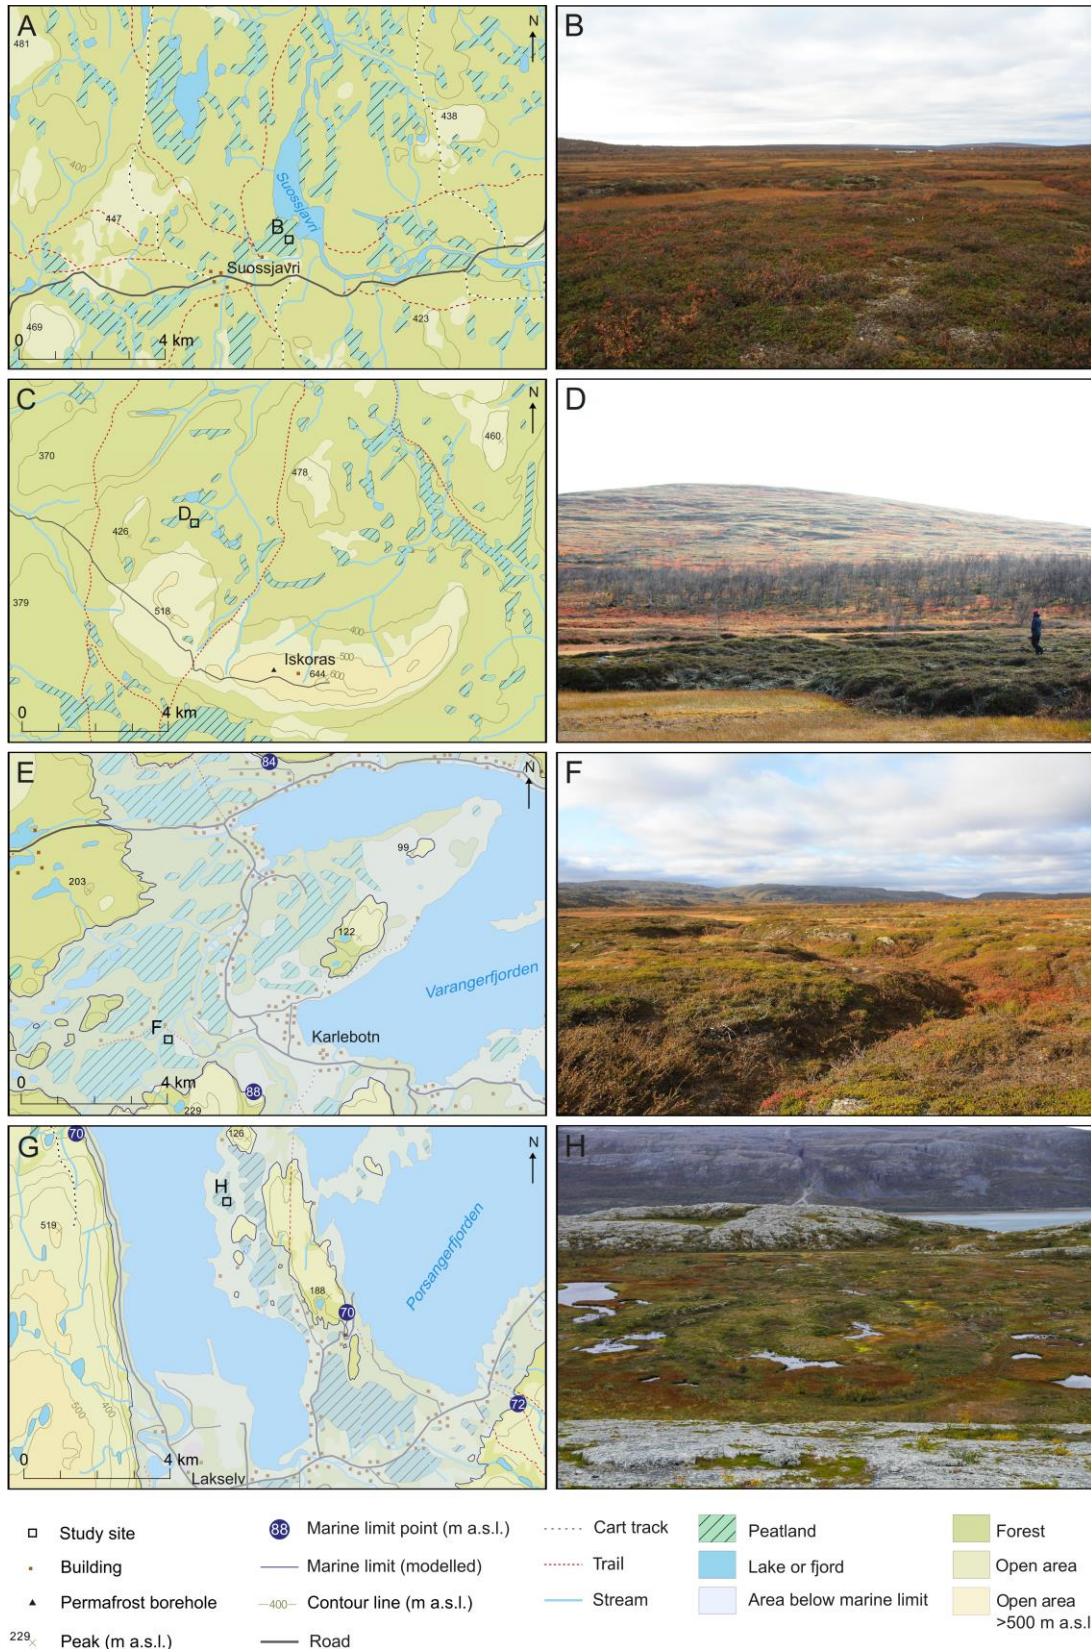 A
N
481
438
400
447
Suossjavri
B
Suossjavri
469
423
0 4 km
B
C
N
370
460
478
D
426
379
518
400
Iskoras
500
644
600
0 4 km
D
E
84
N
99
203
122
Varangerfjorden
F
Karlebotn
0 4 km
88
229
F
G
70
126
N
H
519
Porsangerfjorden
188
70
72
500
400
4 km
0
Lakselv
H
Study site
Building
Permafrost borehole
229 Peak (m a.s.l.)
88 Marine limit point (m a.s.l.)
Marine limit (modelled)
400 Contour line (m a.s.l.)
Road
Cart track
Trail
Stream
Peatland
Lake or fjord
Area below marine limit
Forest
Open area
Open area
>500 m a.s.l